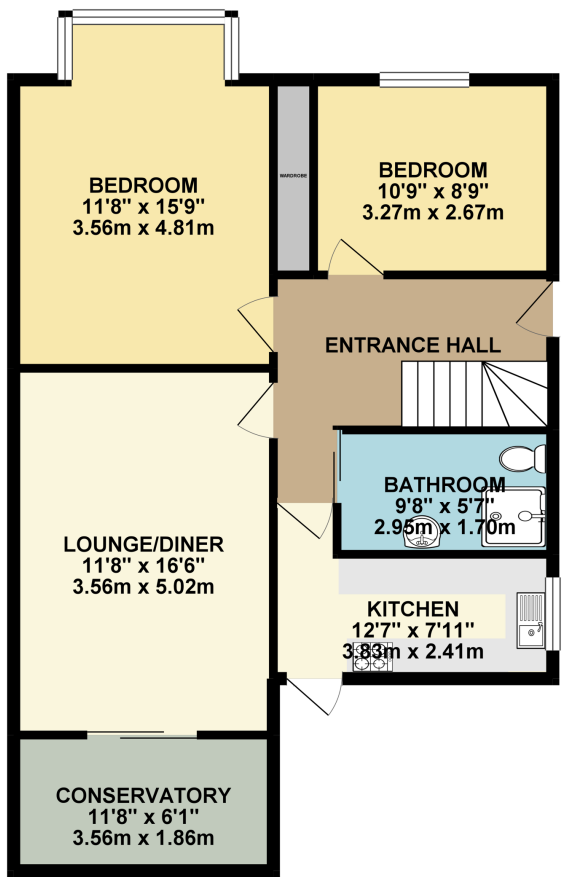 BEDROOM
11'8" x 15'9"
3.56m x 4.81m
WARDROBE
BEDROOM
10'9" x 8'9"
3.27m x 2.67m
ENTRANCE HALL
BATHROOM
9'8" x 5'7"
2.95m x 1.70m
LOUNGE/DINER
11'8" x 16'6"
3.56m x 5.02m
KITCHEN
12'7" x 7'11"
3.83m x 2.41m
CONSERVATORY
11'8" x 6'1"
3.56m x 1.86m